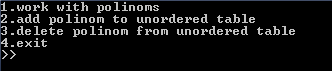 1.work with polinoms
2.add polinom to unordered table
3.delete polinom from unordered table
4.exit
>>